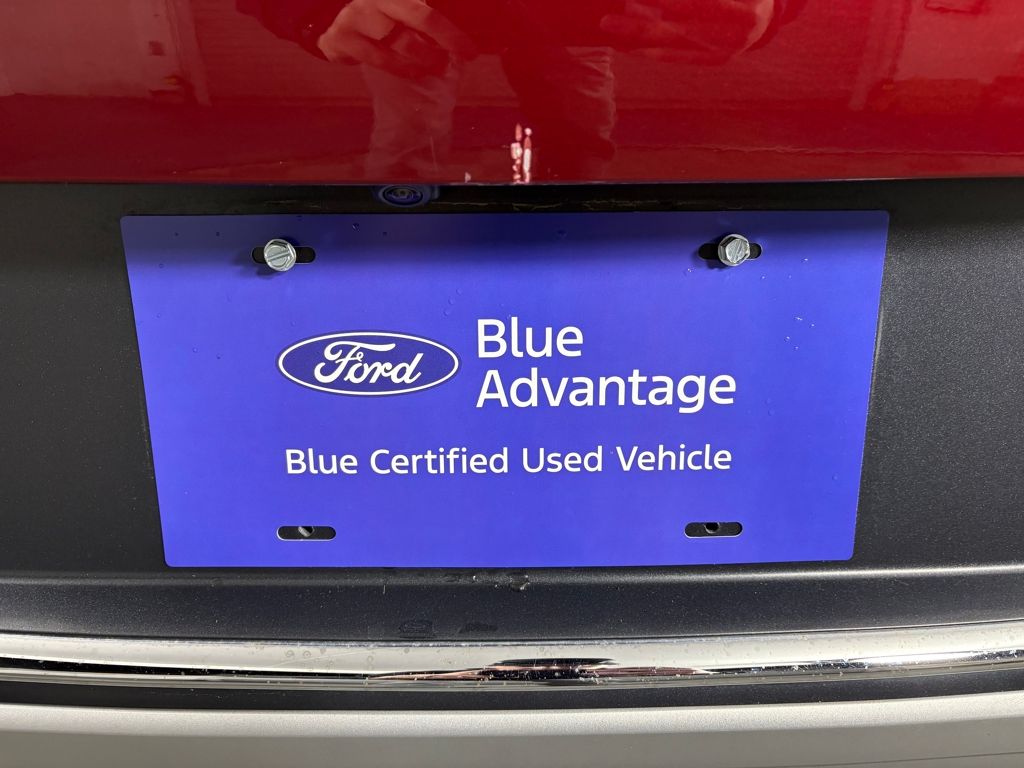 Ford
Blue
Advantage
Blue Certified Used Vehicle